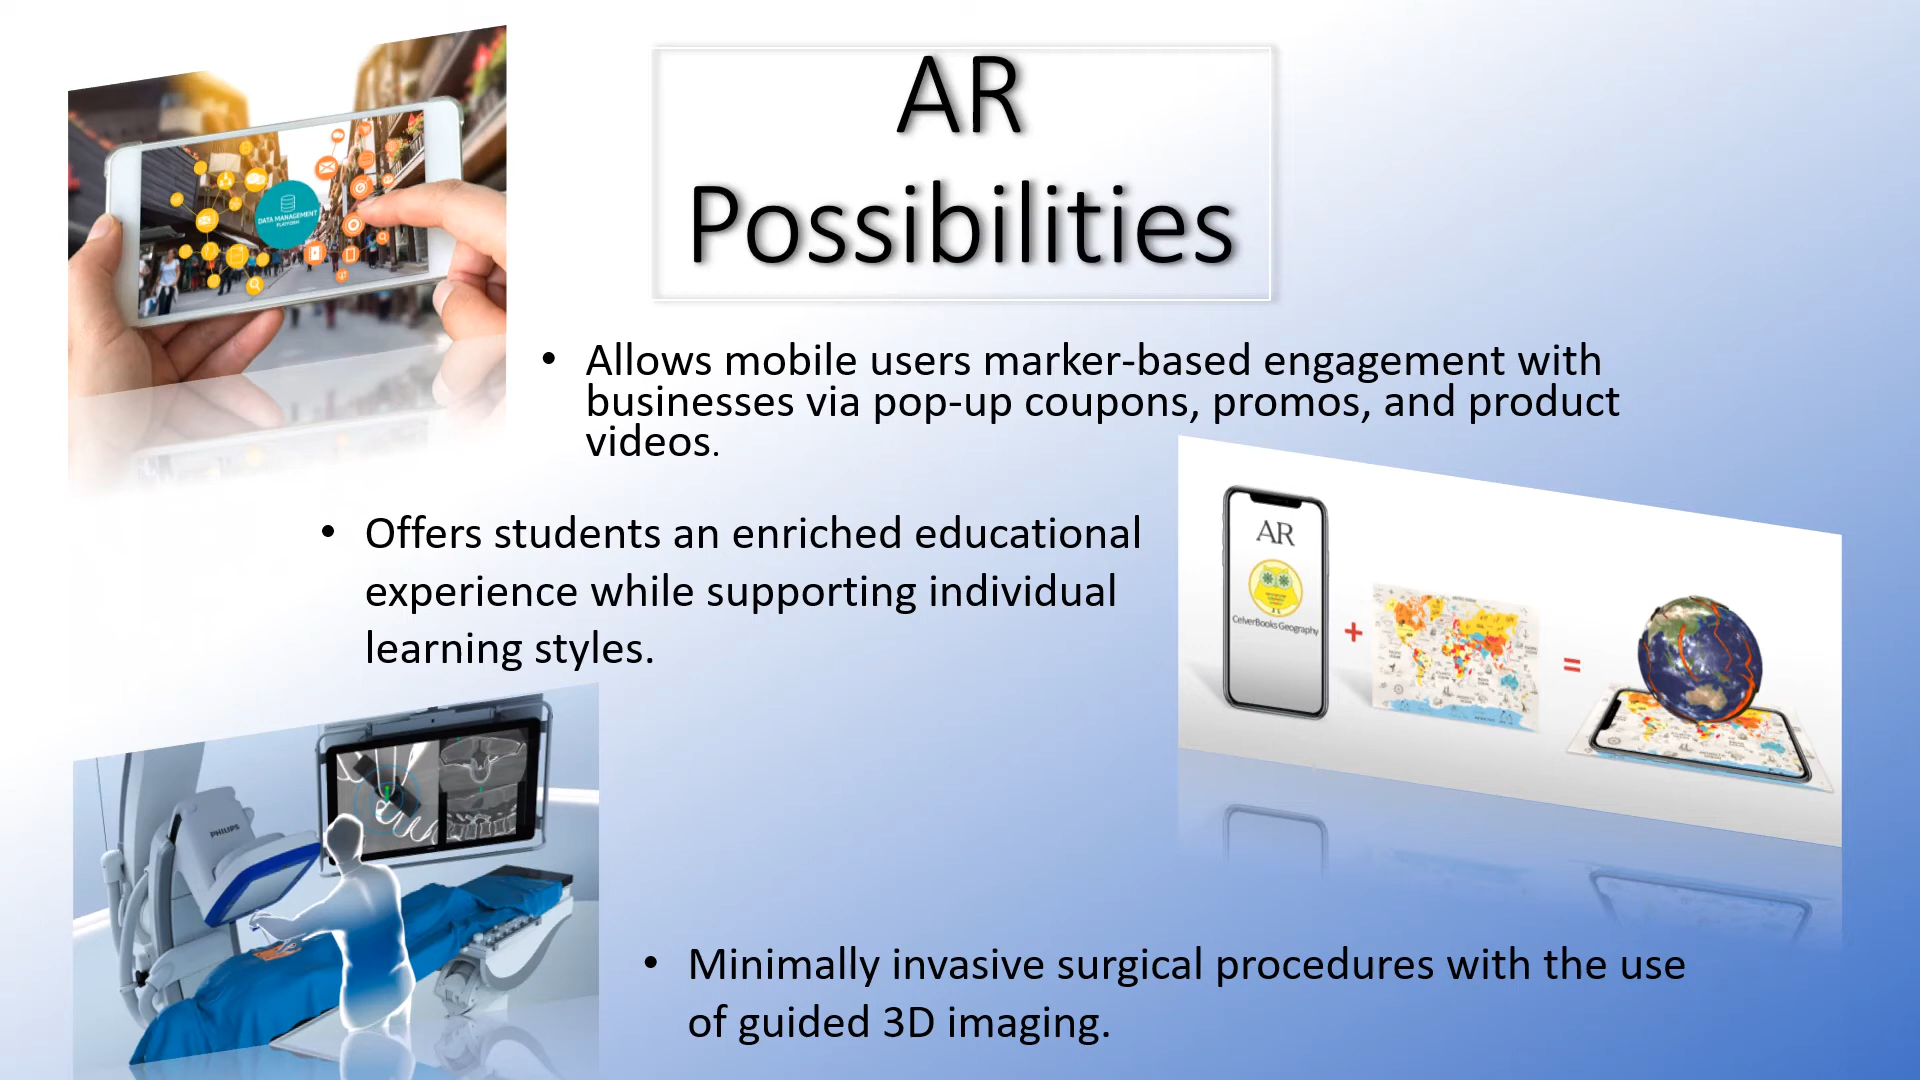 AR
Possibilities
DATA MANAGEMENT
PLATFORM
• Allows mobile users marker-based engagement with
businesses via pop-up coupons, promos, and product
videos.
• Offers students an enriched educational
experience while supporting individual
learning styles.
AR
CelverBooks Geography
+
=
PHILIPS
• Minimally invasive surgical procedures with the use
of guided 3D imaging.